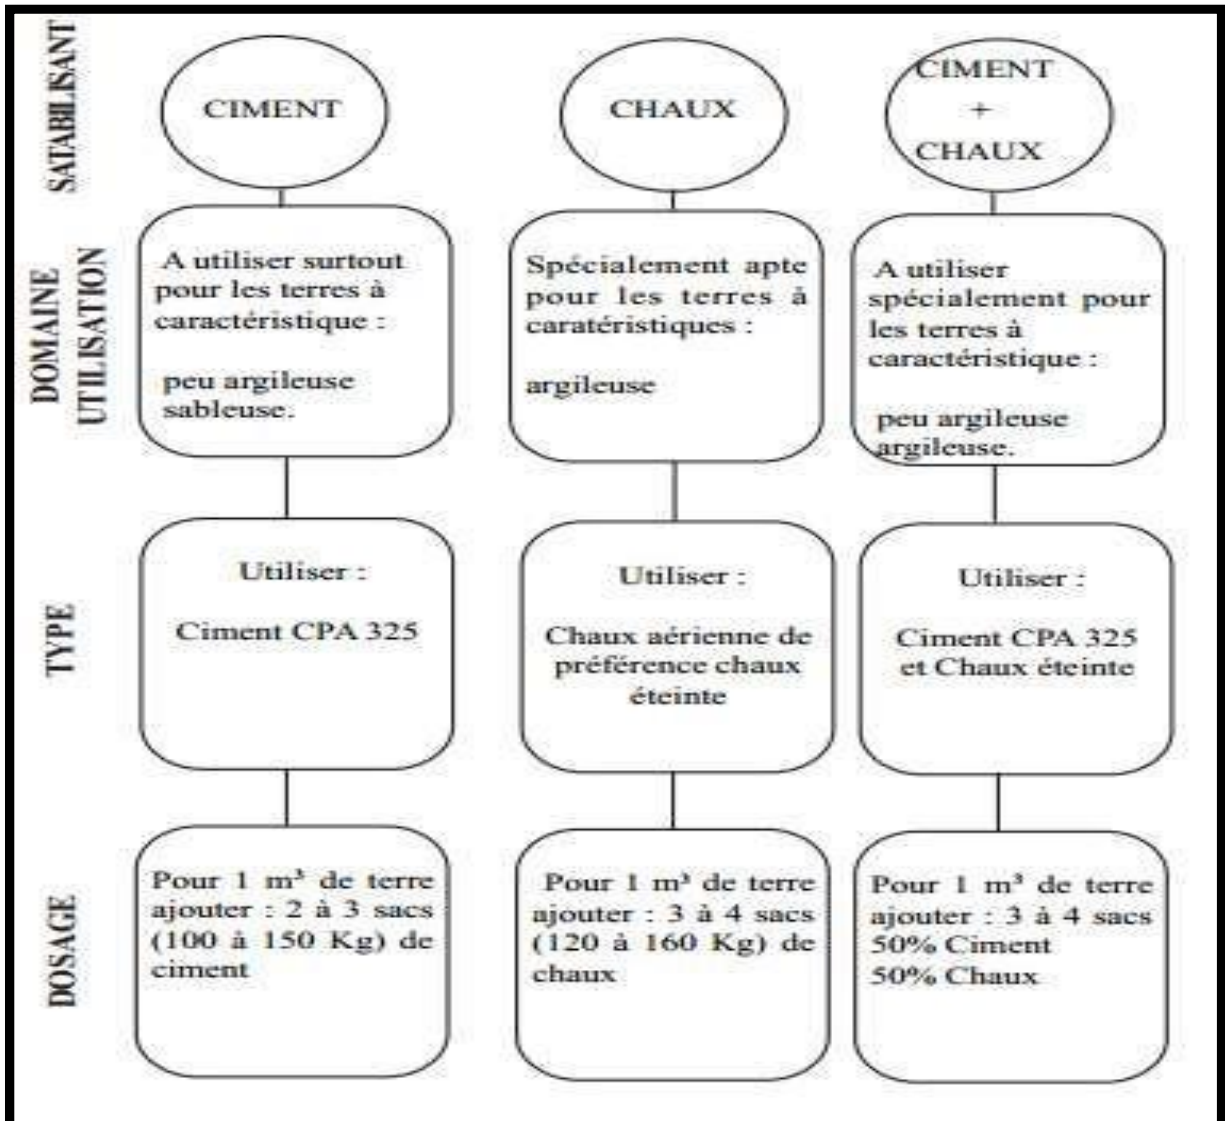 SATABILISANT
CIMENT
CHAUX
CIMENT
+
CHAUX
DOMAINE
UTILISATION
A utiliser surtout
pour les terres à
caractéristique :
peu argileuse
sableuse.
Spécialement apte
pour les terres à
caratéristiques :
argileuse
A utiliser
spécialement pour
les terres à
caractéristique :
peu argileuse
argileuse.
TYPE
Utiliser :
Ciment CPA 325
Utiliser :
Chaux aérienne de
préférence chaux
éteinte
Utiliser :
Ciment CPA 325
et Chaux éteinte
DOSAGE
Pour 1 m³ de terre
ajouter : 2 à 3 sacs
(100 à 150 Kg) de
ciment
Pour 1 m³ de terre
ajouter : 3 à 4 sacs
(120 à 160 Kg) de
chaux
Pour 1 m³ de terre
ajouter : 3 à 4 sacs
50% Ciment
50% Chaux